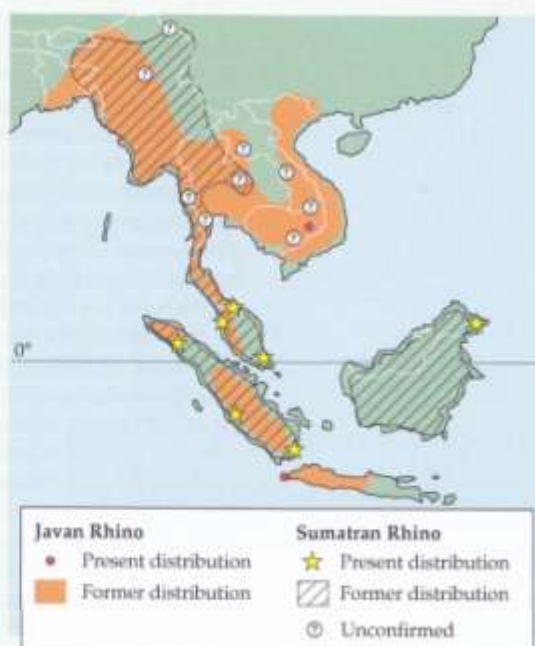 ?
?
?
?
?
?
?
?
?
0°
Javan Rhino
Present distribution
Former distribution
Sumatran Rhino
Present distribution
Former distribution
? Unconfirmed